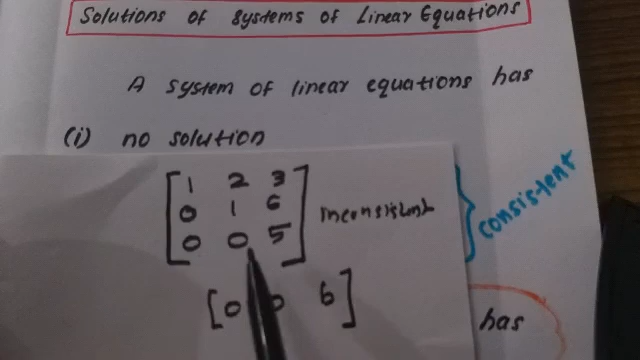 Solutions of Systems of Linear Equations
A system of linear equations has
(i) no solution
1 2 3
0 1 6
0 0 5
inconsistent
consistent
[0 0 6]
has